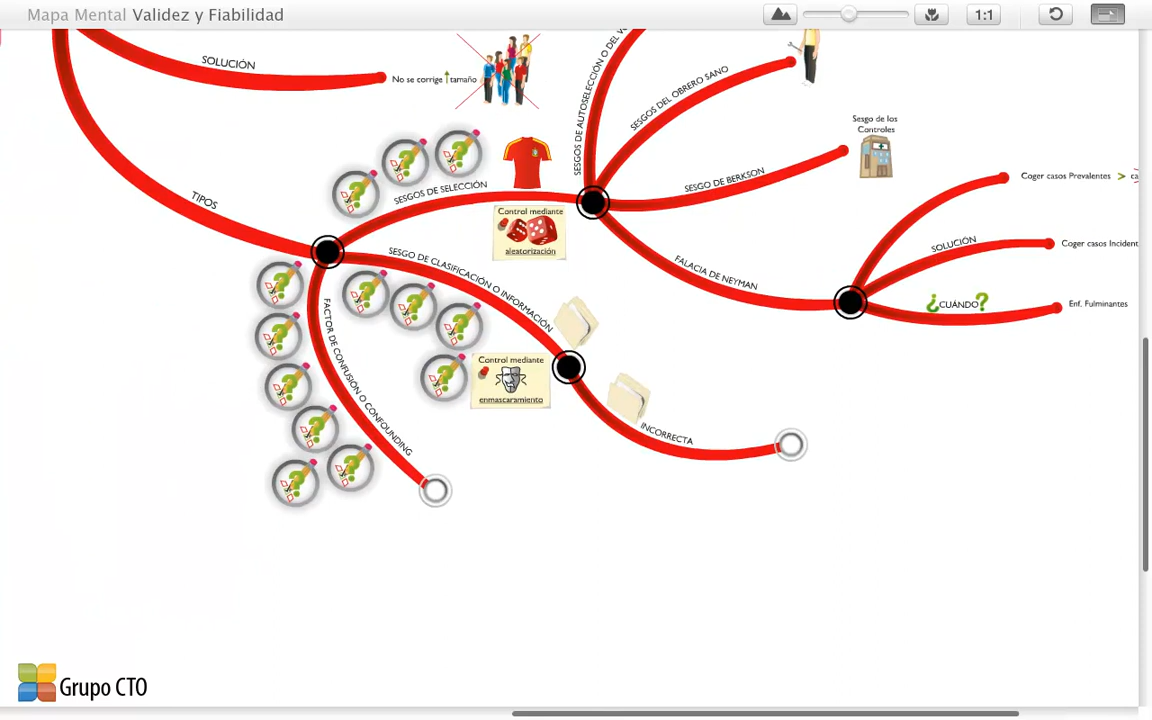 Mapa Mental Validez y Fiabilidad
1:1
SOLUCIÓN
No se corrige ↑ tamaño
TIPOS
SESGOS DE SELECCIÓN
Control mediante
aleatorización
SESGOS DE AUTOSELECCIÓN O DEL
SESGOS DEL OBRERO SANO
SESGO DE BERKSON
Sesgo de los
Controles
FALACIA DE NEYMAN
Coger casos Prevalentes >
SOLUCIÓN
Coger casos Incident
¿CUÁNDO?
Enf. Fulminantes
SESGO DE CLASIFICACIÓN O INFORMACIÓN
Control mediante
enmascaramiento
INCORRECTA
FACTOR DE CONFUSIÓN O CONFOUNDING
Grupo CTO